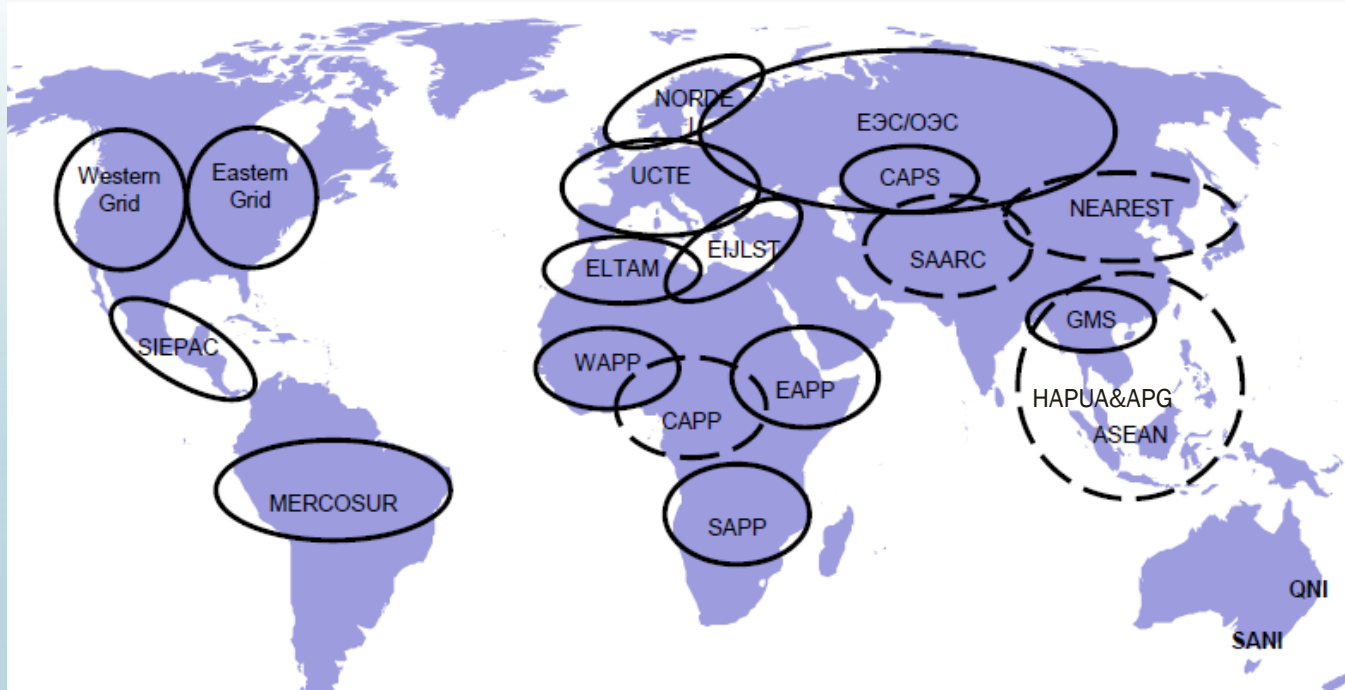 NORDE
L
ЕЭС/ОЭС
Western
Grid
Eastern
Grid
UCTE
CAPS
NEAREST
EIJLST
SAARC
ELTAM
GMS
SIEPAC
WAPP
EAPP
CAPP
HAPUA&APG
ASEAN
MERCOSUR
SAPP
QNI
SANI